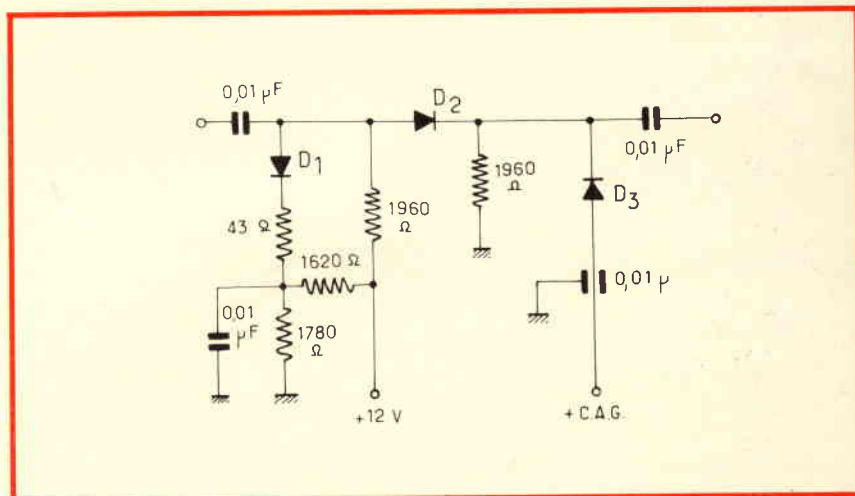 0,01 µF
D2
D1
0,01 µF
1960
Ω
D3
43 Ω
1960
Ω
1620 Ω
0,01 µ
0,01
µF
1780
Ω
+12 V
+ C.A.G.